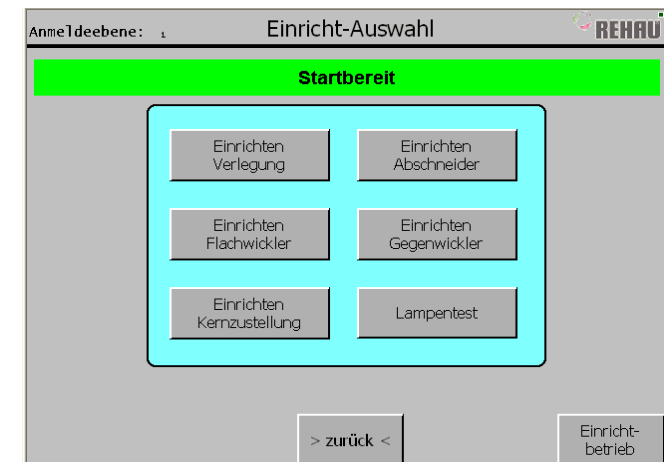 Anmeldeebene: 1
Einricht-Auswahl
REHAU
Startbereit
Einrichten
Verlegung
Einrichten
Abschneider
Einrichten
Flachwickler
Einrichten
Gegenwickler
Einrichten
Kernzustellung
Lampentest
> zurück <
Einricht-
betrieb